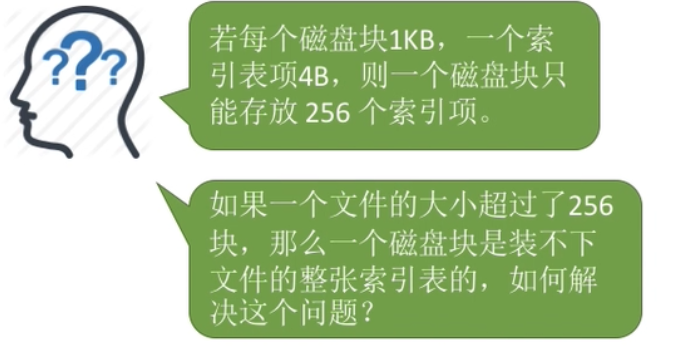 ???
若每个磁盘块1KB，一个索
引表项4B，则一个磁盘块只
能存放 256 个索引项。
如果一个文件的大小超过了256
块，那么一个磁盘块是装不下
文件的整张索引表的，如何解
决这个问题？